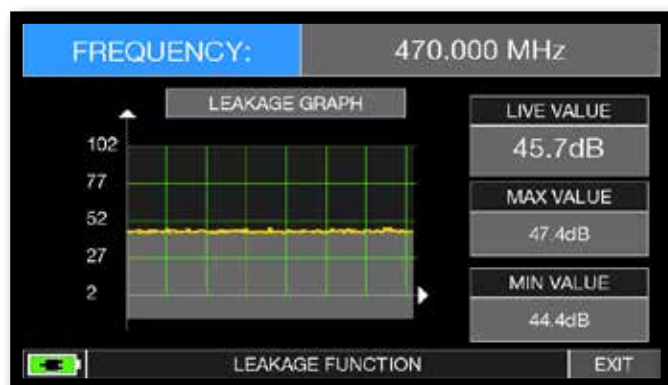 FREQUENCY: 470.000 MHz
LEAKAGE GRAPH
102
77
52
27
2
LIVE VALUE
45.7dB
MAX VALUE
47.4dB
MIN VALUE
44.4dB
LEAKAGE FUNCTION
EXIT